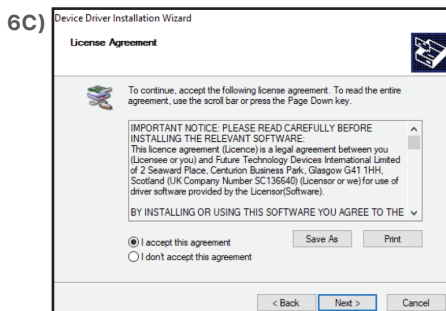 6C)
Device Driver Installation Wizard
License Agreement
To continue, accept the following license agreement. To read the entire
agreement, use the scroll bar or press the Page Down key.
IMPORTANT NOTICE: PLEASE READ CAREFULLY BEFORE
INSTALLING THE RELEVANT SOFTWARE:
This licence agreement (Licence) is a legal agreement between you
(Licensee or you) and Future Technology Devices International Limited
of 2 Seaward Place, Centurion Business Park, Glasgow G41 1HH,
Scotland (UK Company Number SC136640) (Licensor or we) for use of
driver software provided by the Licensor(Software).
BY INSTALLING OR USING THIS SOFTWARE YOU AGREE TO THE
I accept this agreement
Save As
Print
I don't accept this agreement
< Back
Next >
Cancel